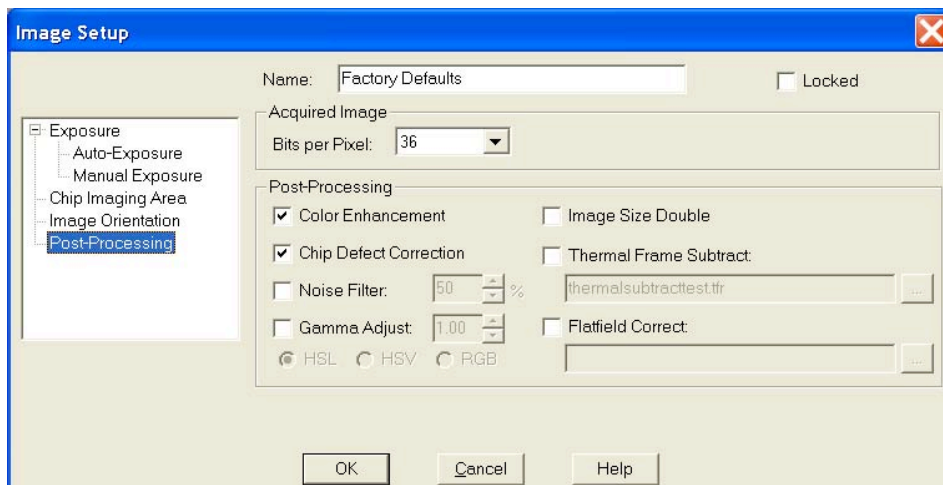 Image Setup
Name: Factory Defaults
Locked
Exposure
Auto-Exposure
Manual Exposure
Chip Imaging Area
Image Orientation
Post-Processing
Acquired Image
Bits per Pixel: 36
Post-Processing
Color Enhancement
Image Size Double
Chip Defect Correction
Thermal Frame Subtract:
Noise Filter: 50 %
thermalsubtracttest.tfr ...
Gamma Adjust: 1.00
Flatfield Correct:
HSL HSV RGB
...
OK Cancel Help